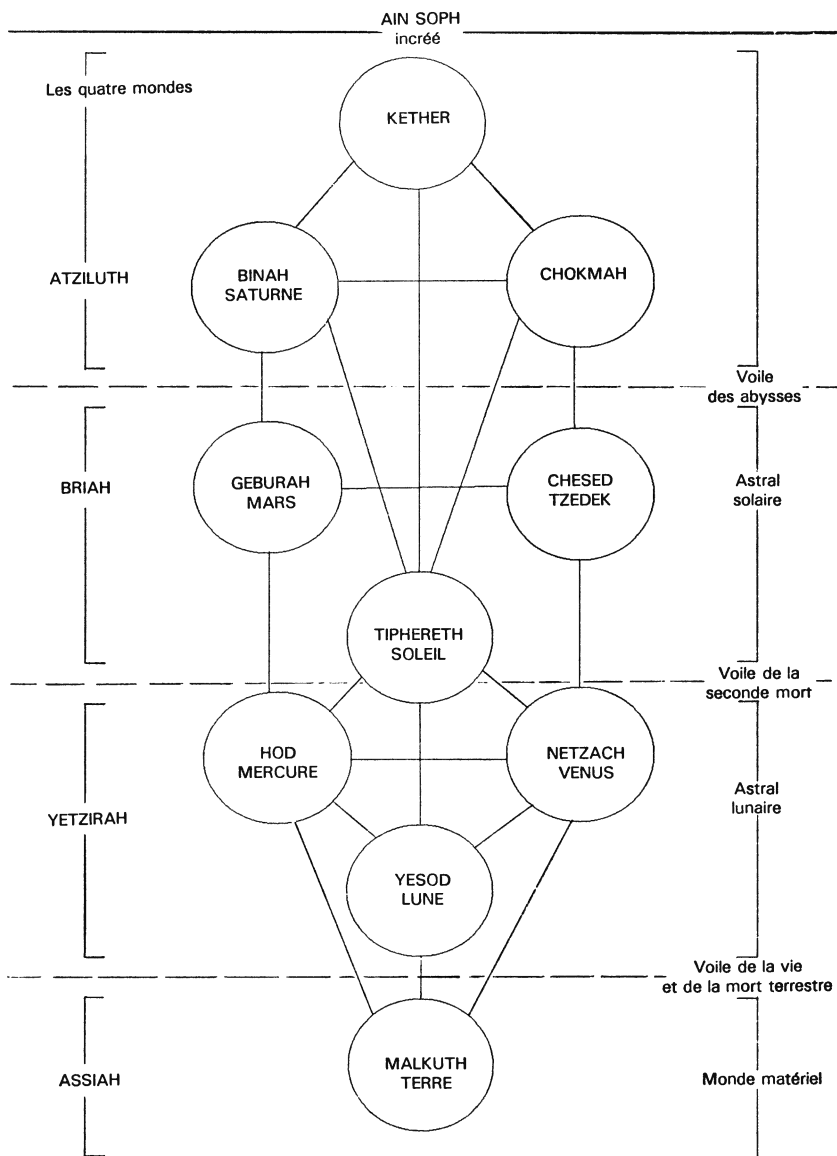 AIN SOPH
incréé
Les quatre mondes
KETHER
ATZILUTH
BINAH
SATURNE
CHOKMAH
Voile
des abysses
BRIAH
GEBURAH
MARS
CHESED
TZEDEK
Astral
solaire
TIPHERETH
SOLEIL
Voile de la
seconde mort
HOD
MERCURE
NETZACH
VENUS
YETZIRAH
Astral
lunaire
YESOD
LUNE
Voile de la vie
et de la mort terrestre
ASSIAH
MALKUTH
TERRE
Monde matériel